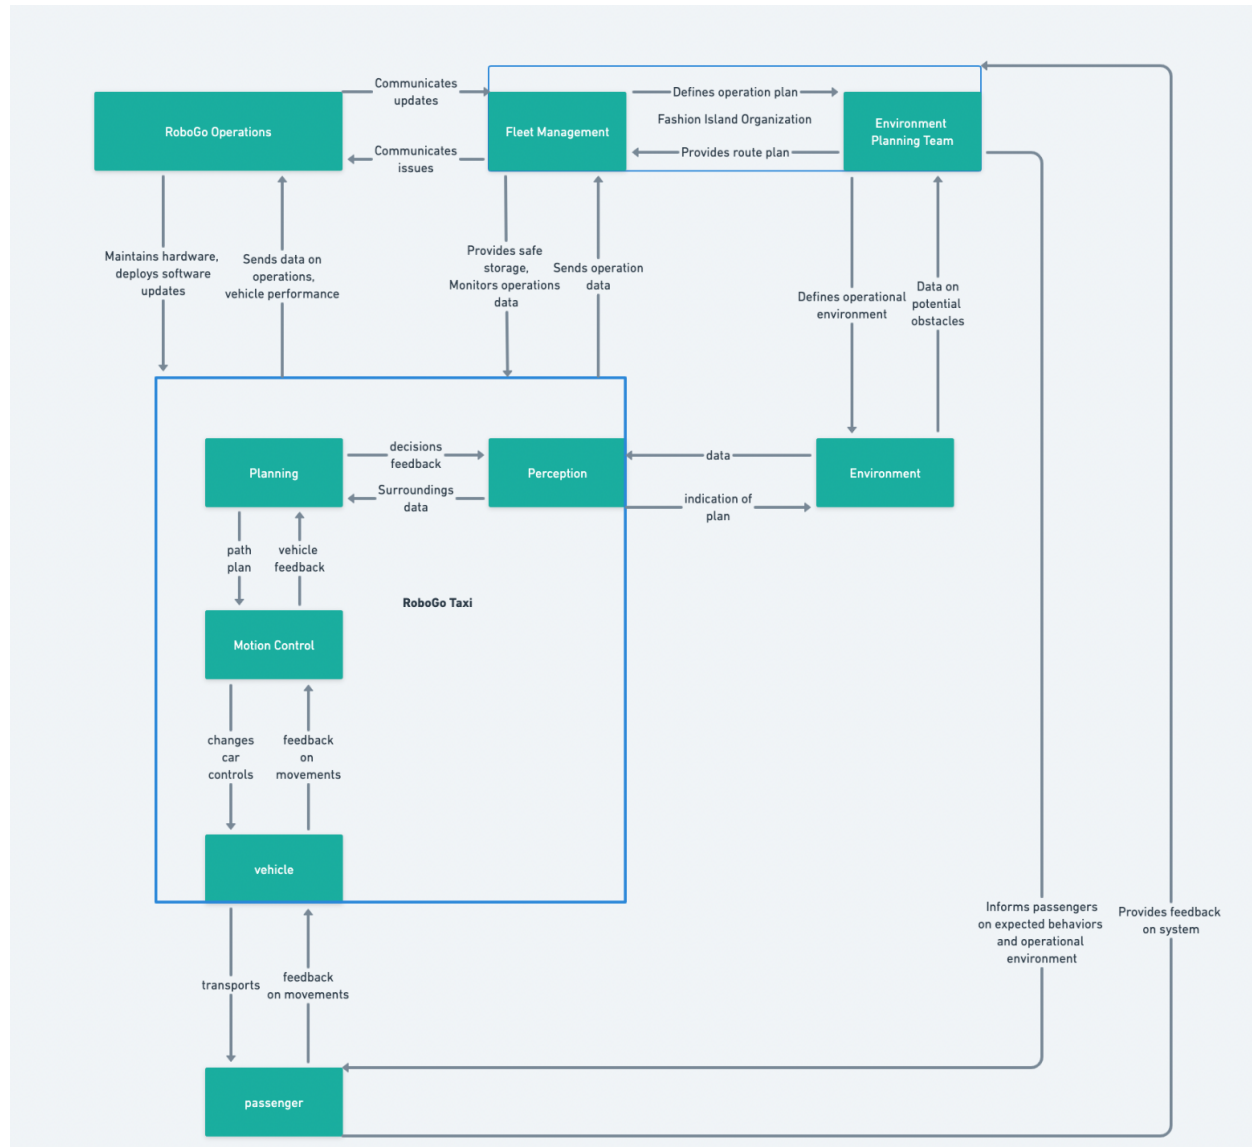 Communicates
updates
RoboGo Operations
Fleet Management
Defines operation plan
Fashion Island Organization
Provides route plan
Environment
Planning Team
Communicates
issues
Maintains hardware,
deploys software
updates
Sends data on
operations,
vehicle performance
Provides safe
storage,
Monitors operations
data
Sends operation
data
Defines operational
environment
Data on
potential
obstacles
Planning
decisions
feedback
Surroundings
data
Perception
data
indication of
plan
Environment
path
plan
vehicle
feedback
RoboGo Taxi
Motion Control
changes
car
controls
feedback
on
movements
vehicle
Informs passengers
on expected behaviors
and operational
environment
Provides feedback
on system
transports
feedback
on movements
passenger